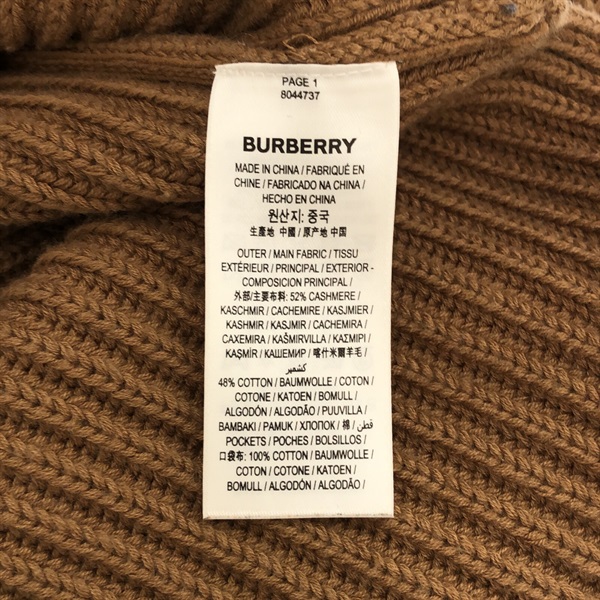 PAGE 1
8044737
BURBERRY
MADE IN CHINA / FABRIQUÉ EN
CHINE / FABRICADO NA CHINA /
HECHO EN CHINA
원산지: 중국
生產地 中國 / 原产地 中国
OUTER / MAIN FABRIC / TISSU
EXTÉRIEUR / PRINCIPAL / EXTERIOR -
COMPOSICION PRINCIPAL /
外部/主要布料: 52% CASHMERE /
KASCHMIR / CACHEMIRE / KASJMIER /
KASHMIR / KASJMIR / CACHEMIRA /
CAXEMIRA / KAŠMIRVILLA / ΚΑΣΜΙΡΙ /
KAŞMİR / КАШЕМИР / 喀什米爾羊毛 /
كشمير
48% COTTON / BAUMWOLLE / COTON /
COTONE / KATOEN / BOMULL /
ALGODÓN / ALGODÃO / PUUVILLA /
ΒΑΜΒΑΚΙ / PAMUK / ХЛОПОК / 棉 / قطن /
POCKETS / POCHES / BOLSILLOS /
口袋布: 100% COTTON / BAUMWOLLE /
COTON / COTONE / KATOEN /
BOMULL / ALGODÓN / ALGODÃO /